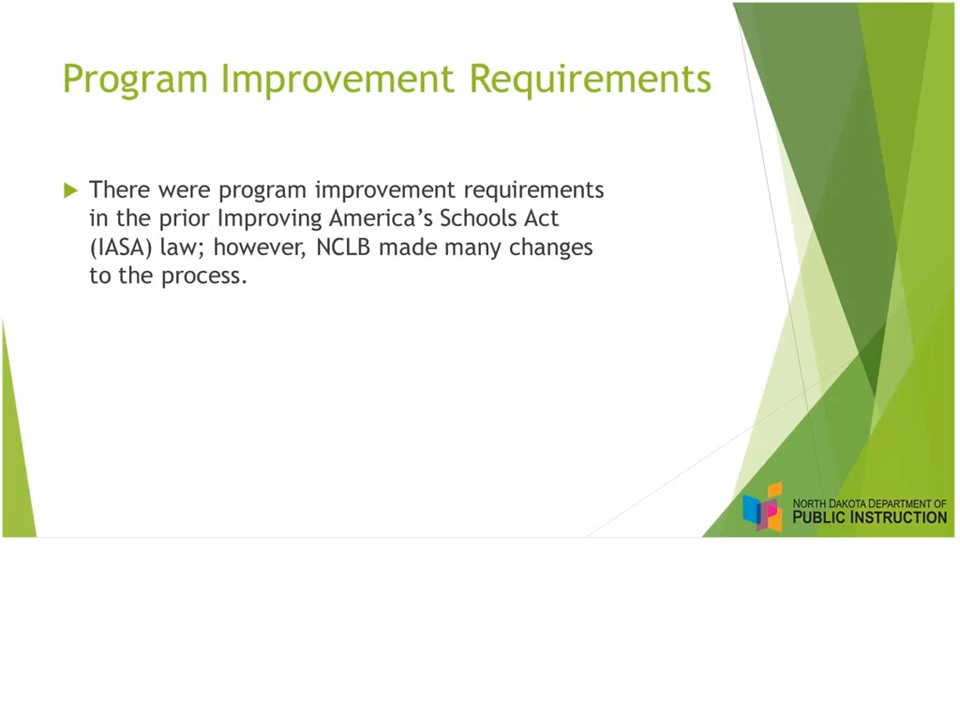 Program Improvement Requirements
There were program improvement requirements
in the prior Improving America’s Schools Act
(IASA) law; however, NCLB made many changes
to the process.
NORTH DAKOTA DEPARTMENT OF
PUBLIC INSTRUCTION